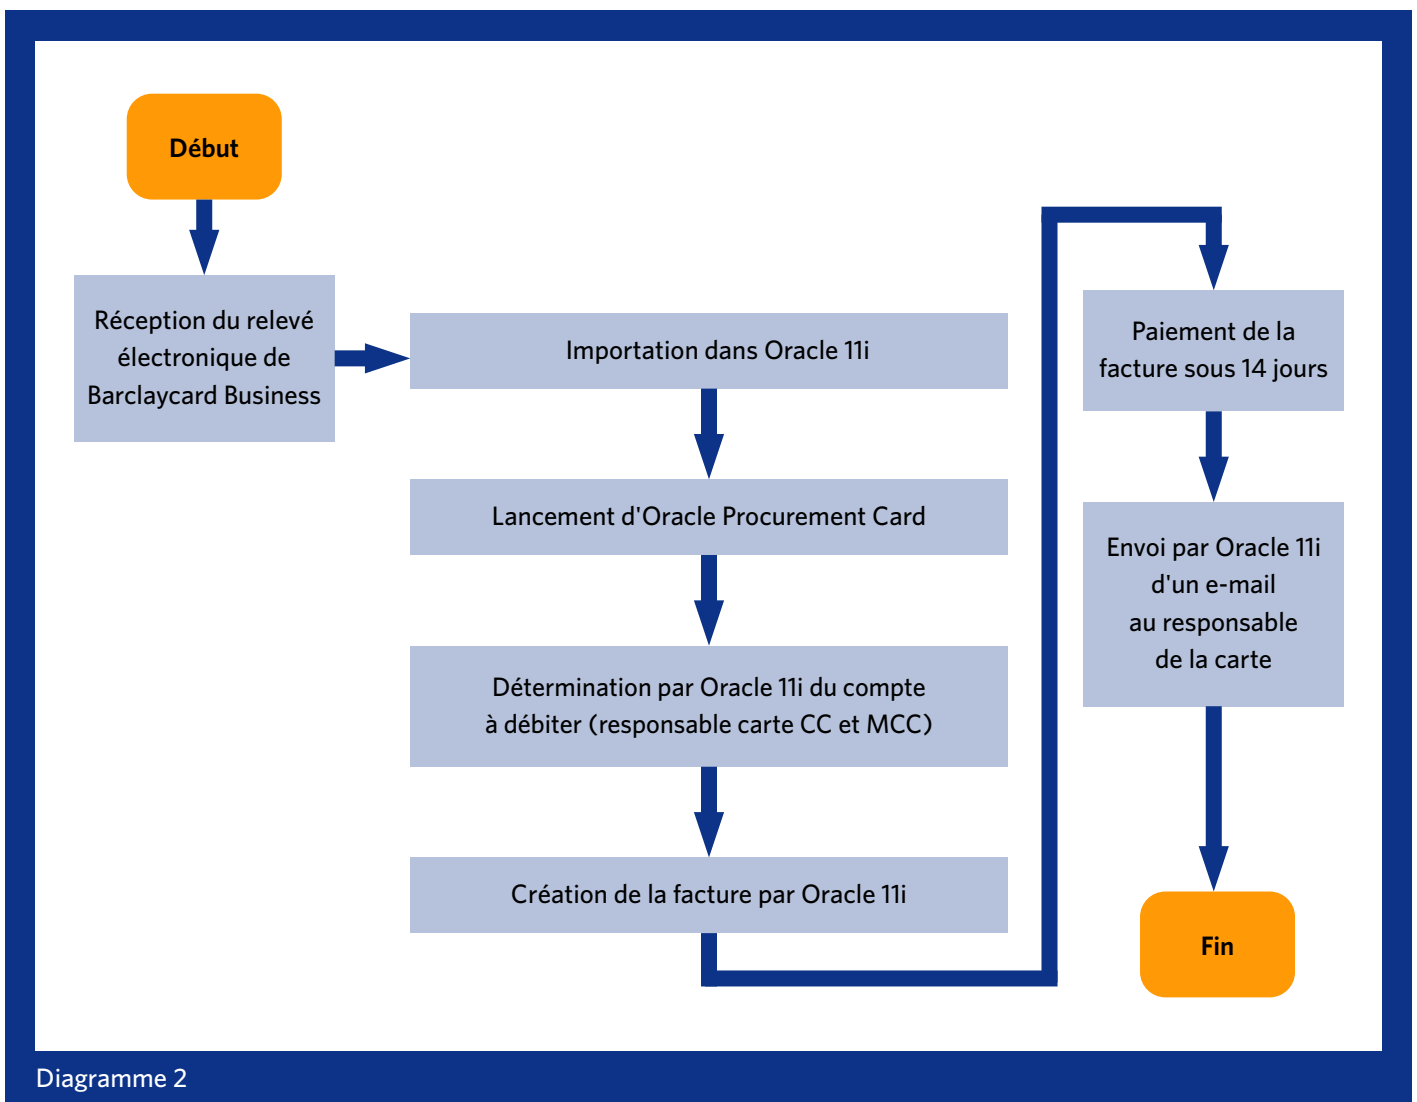 Début
Réception du relevé
électronique de
Barclaycard Business
Importation dans Oracle 11i
Lancement d'Oracle Procurement Card
Détermination par Oracle 11i du compte
à débiter (responsable carte CC et MCC)
Création de la facture par Oracle 11i
Paiement de la
facture sous 14 jours
Envoi par Oracle 11i
d'un e-mail
au responsable
de la carte
Fin
Diagramme 2